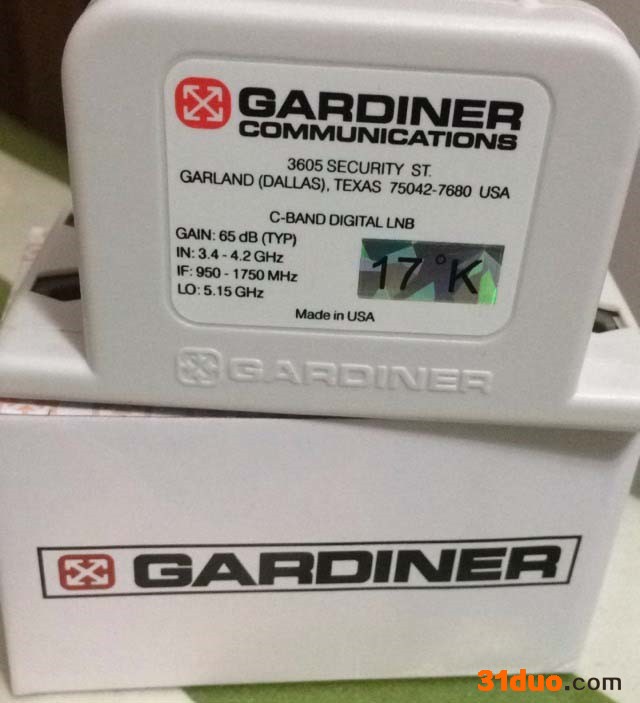 GARDINER
COMMUNICATIONS
3605 SECURITY ST.
GARLAND (DALLAS), TEXAS 75042-7680 USA
C-BAND DIGITAL LNB
GAIN: 65 dB (TYP)
IN: 3.4 - 4.2 GHz
IF: 950 - 1750 MHz
LO: 5.15 GHz
17 °K
Made in USA
GARDINER
GARDINER
31duo.com